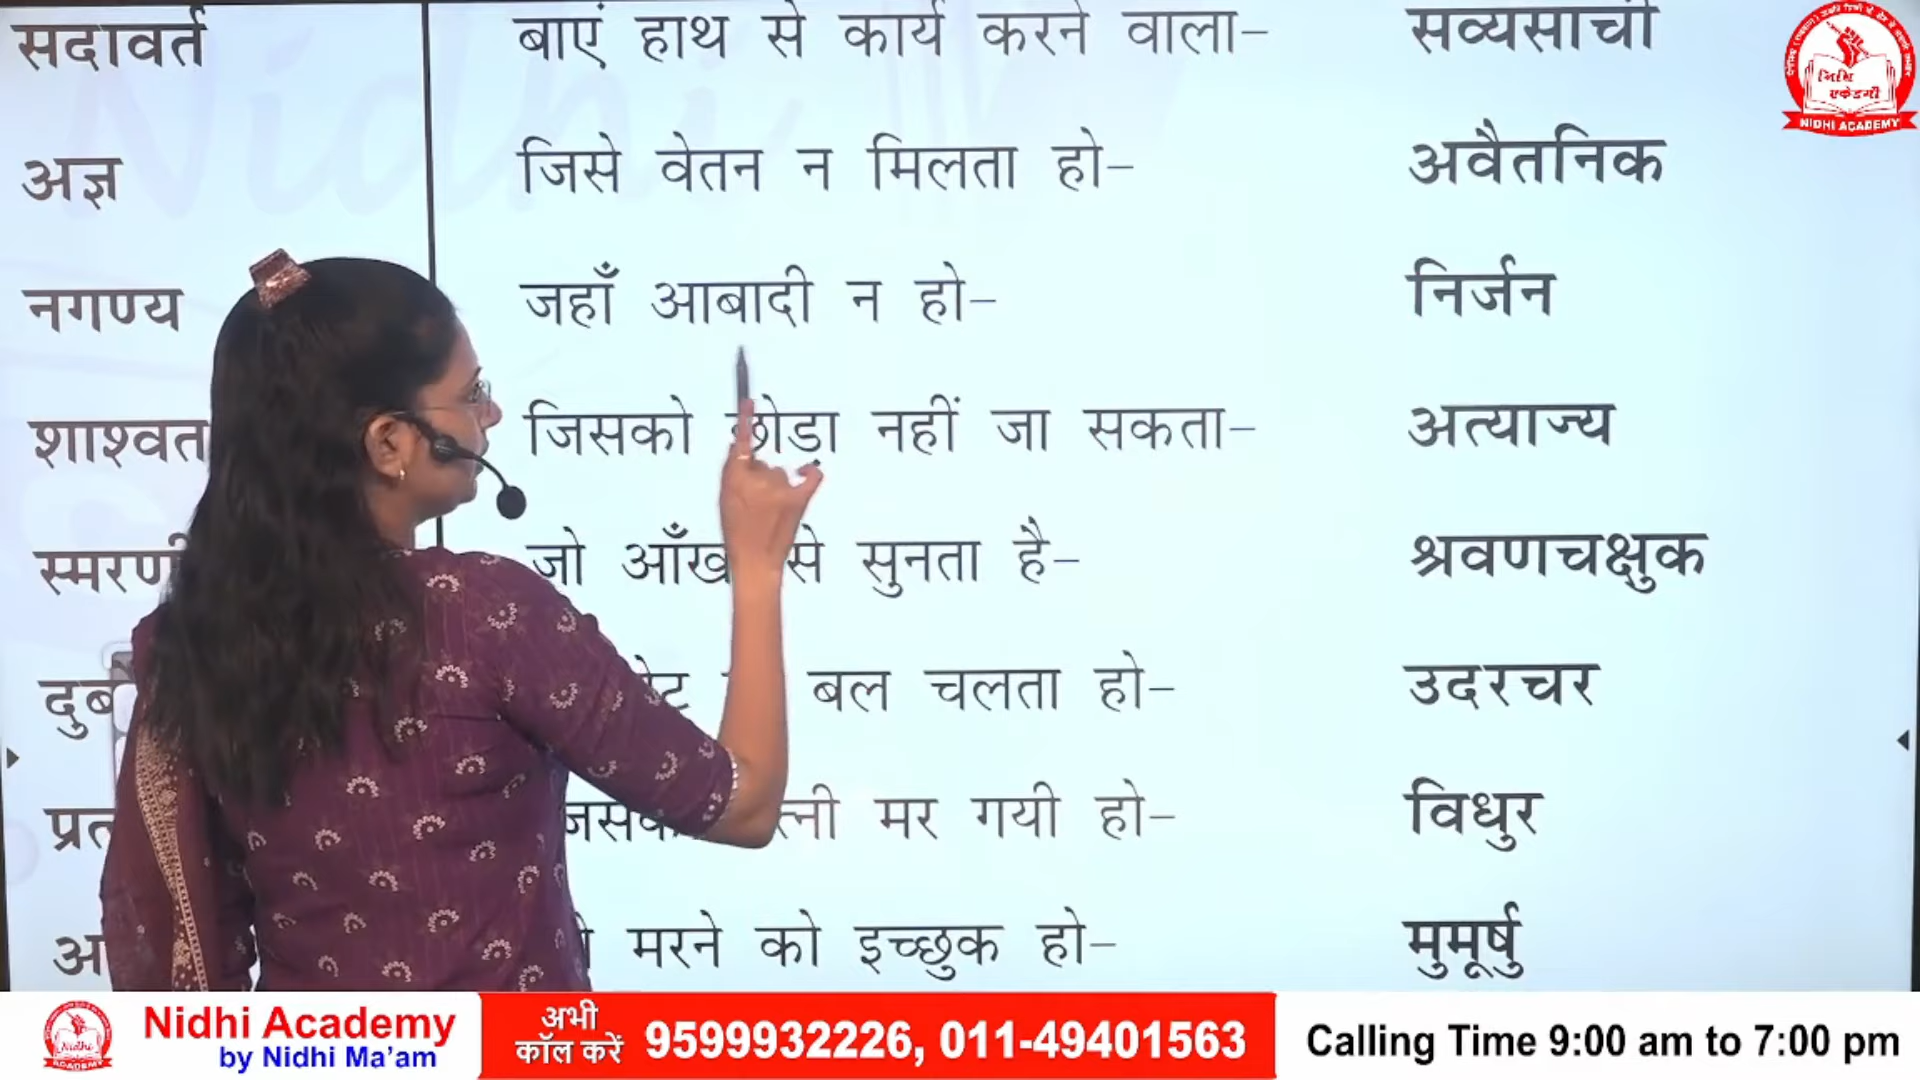 सदावर्त
बाएं हाथ से कार्य करने वाला- सव्यसाची
अज्ञ
जिसे वेतन न मिलता हो- अवैतनिक
नगण्य
जहाँ आबादी न हो- निर्जन
शाश्वत
जिसको छोड़ा नहीं जा सकता- अत्याज्य
जो आँख से सुनता है- श्रवणचक्षुक
बल चलता हो- उदरचर
मर गयी हो- विधुर
मरने को इच्छुक हो- मुमूर्षु
निधि
एकेडमी
NIDHI ACADEMY
Nidhi Academy
by Nidhi Ma'am
अभी
कॉल करें
9599932226, 011-49401563
Calling Time 9:00 am to 7:00 pm